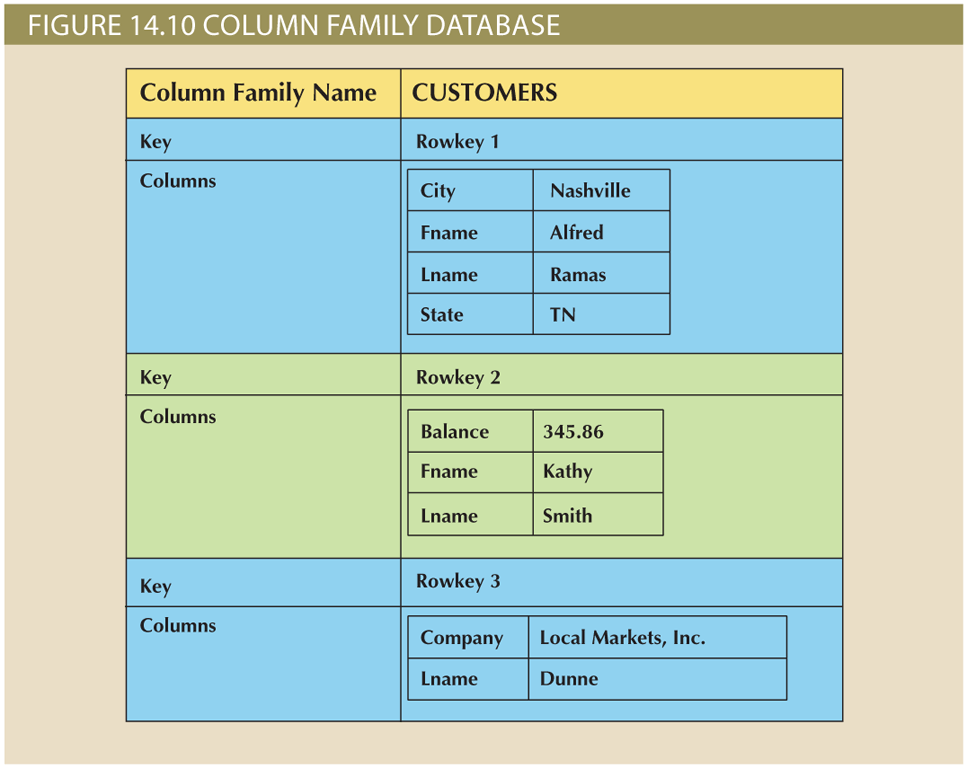 FIGURE 14.10 COLUMN FAMILY DATABASE
Column Family Name CUSTOMERS
Key Rowkey 1
Columns
City Nashville
Fname Alfred
Lname Ramas
State TN
Key Rowkey 2
Columns
Balance 345.86
Fname Kathy
Lname Smith
Key Rowkey 3
Columns
Company Local Markets, Inc.
Lname Dunne